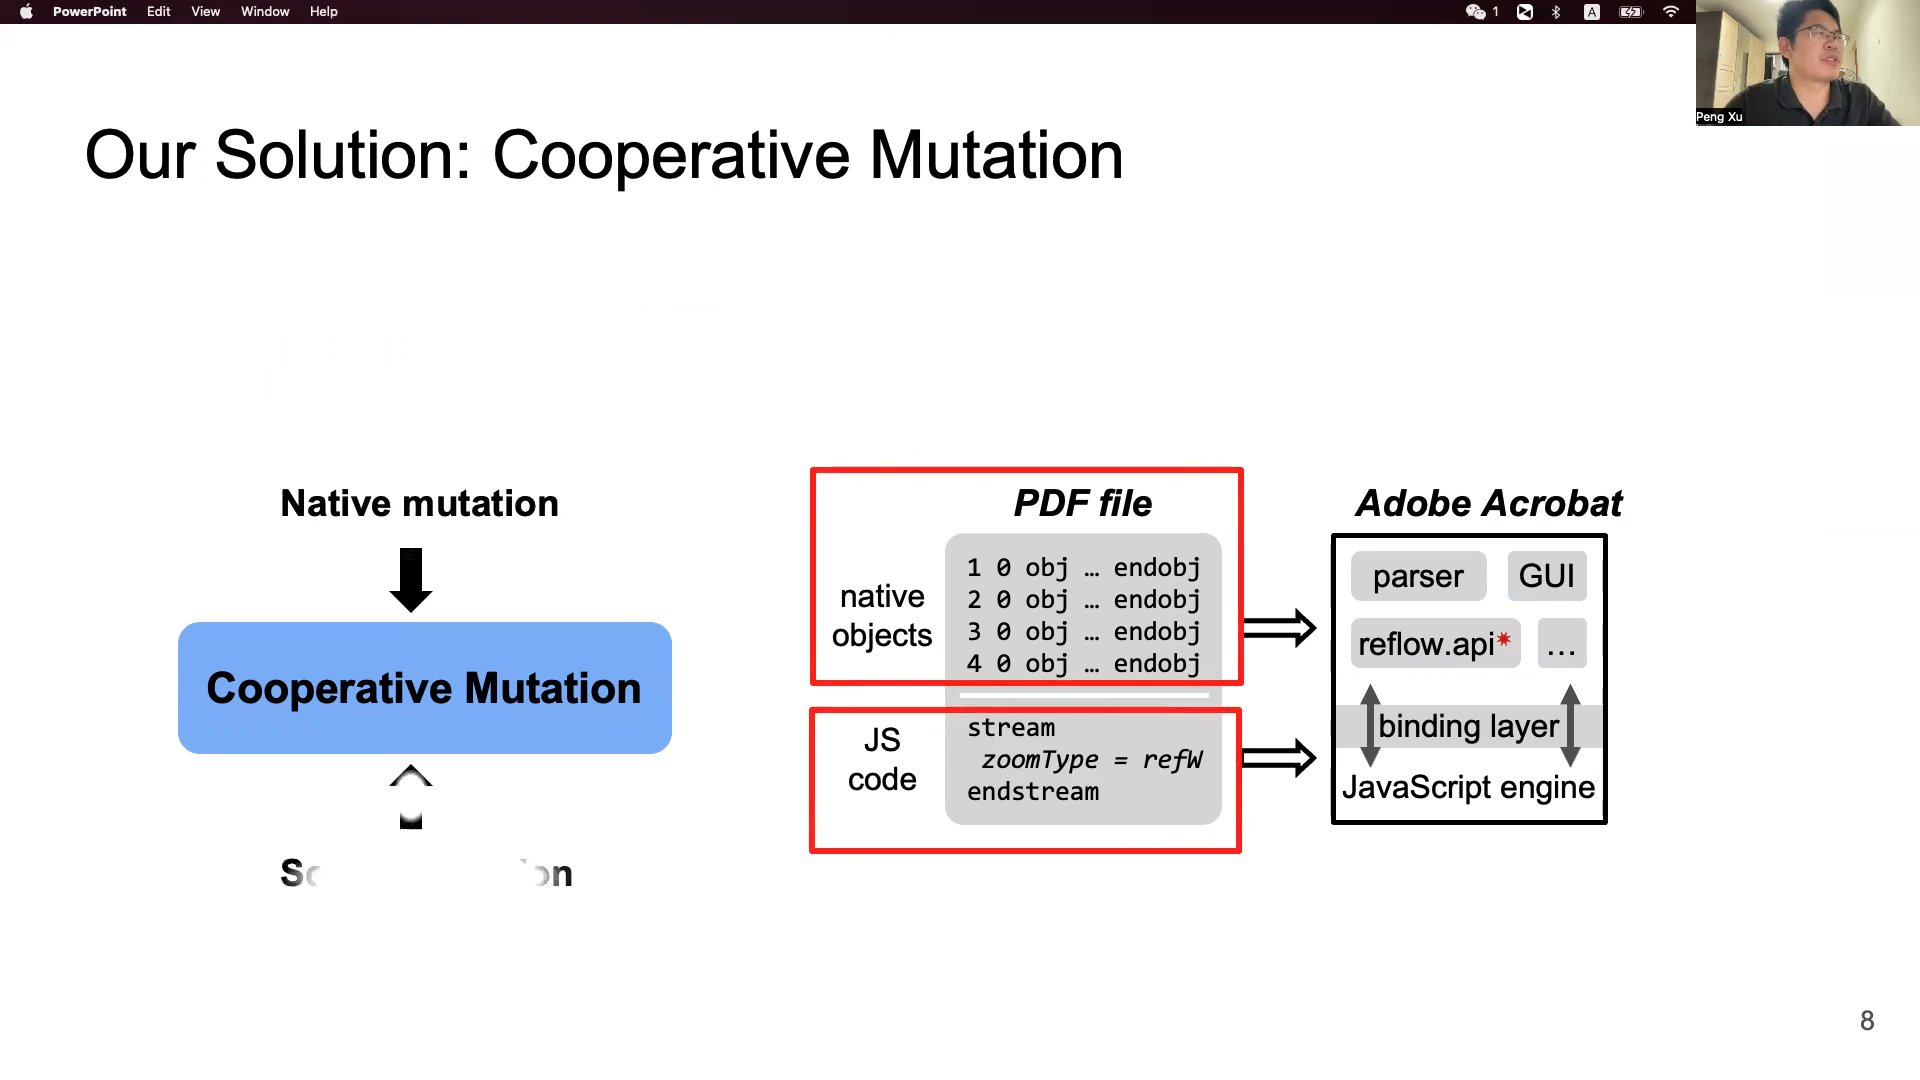 PowerPoint Edit View Window Help
1 A
Peng Xu
Our Solution: Cooperative Mutation
Native mutation
Cooperative Mutation
PDF file
native
objects
1 0 obj … endobj
2 0 obj … endobj
3 0 obj … endobj
4 0 obj … endobj
JS
code
stream
zoomType = refW
endstream
Adobe Acrobat
parser GUI
reflow.api* …
binding layer
JavaScript engine
8